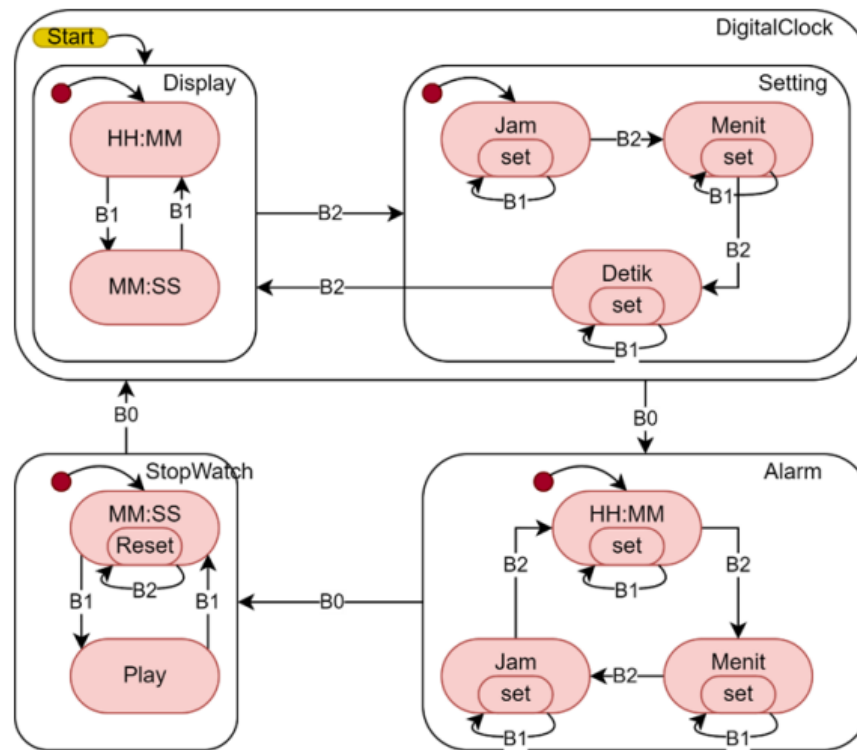 Start
DigitalClock
Display
Setting
HH:MM
Jam
set
B2
Menit
set
B1
B1
B1
B1
B2
B2
MM:SS
B2
Detik
set
B1
B0
B0
StopWatch
Alarm
MM:SS
Reset
HH:MM
set
B2
B2
B2
B1
B1
B1
B0
Play
Jam
set
B2
Menit
set
B1
B1